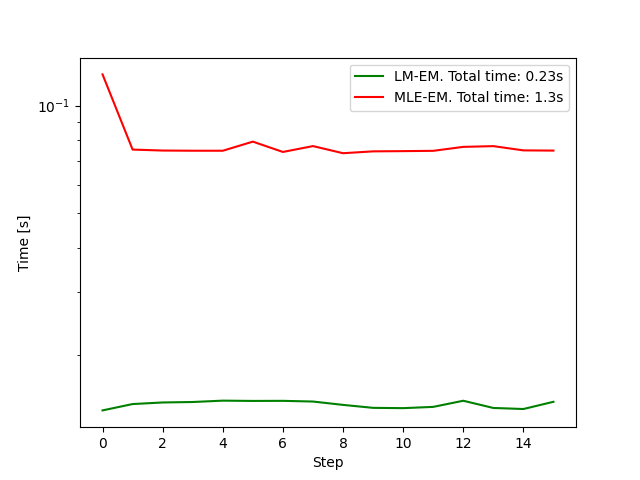 LM-EM. Total time: 0.23s
MLE-EM. Total time: 1.3s
10⁻¹
Time [s]
0 2 4 6 8 10 12 14
Step